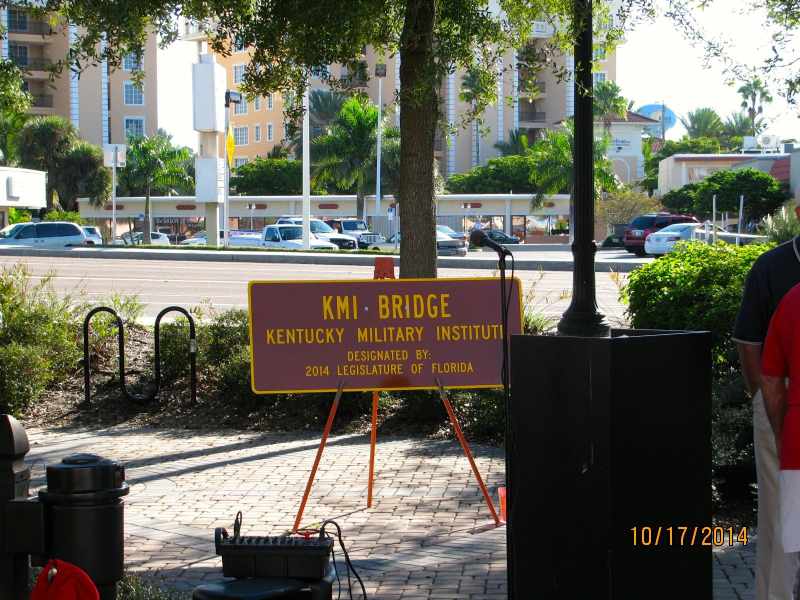 KMI · BRIDGE
KENTUCKY MILITARY INSTITUTE
DESIGNATED BY:
2014 LEGISLATURE OF FLORIDA
10/17/2014